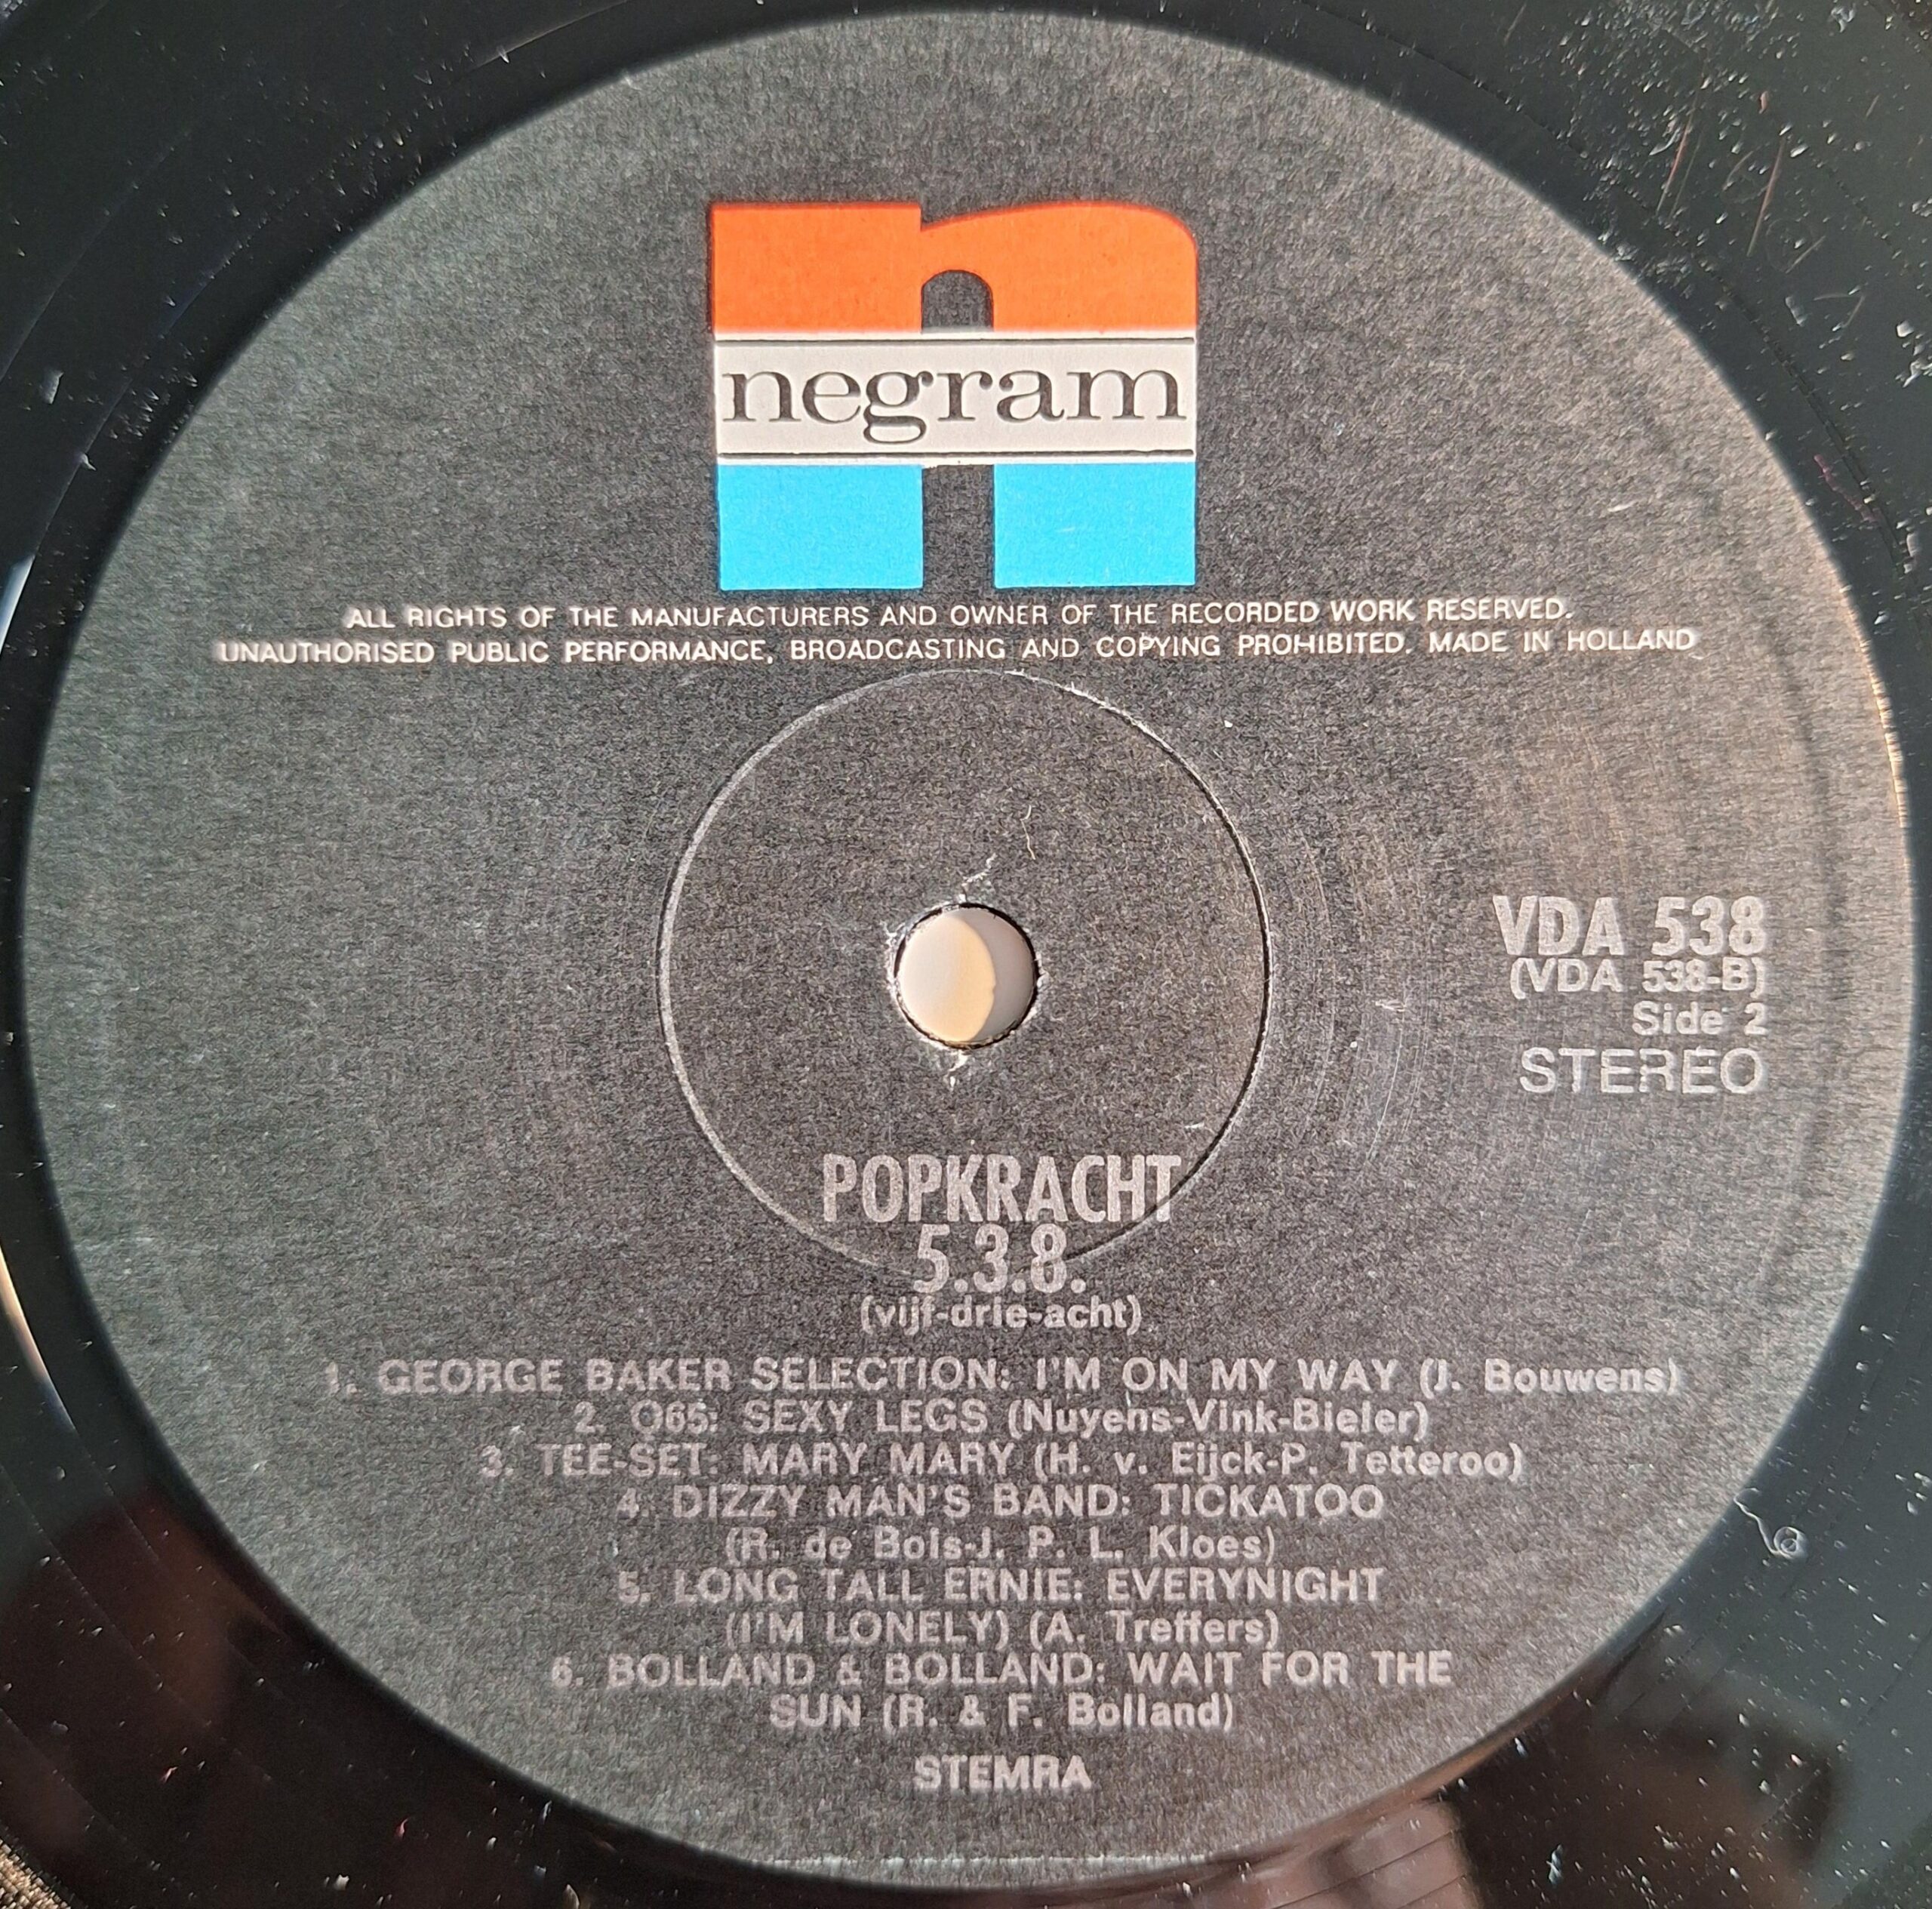 negram
ALL RIGHTS OF THE MANUFACTURERS AND OWNER OF THE RECORDED WORK RESERVED.
UNAUTHORISED PUBLIC PERFORMANCE, BROADCASTING AND COPYING PROHIBITED. MADE IN HOLLAND
VDA 538
(VDA 538-B)
Side 2
STEREO
POPKRACHT
5.3.8.
(vijf-drie-acht)
1. GEORGE BAKER SELECTION: I'M ON MY WAY (J. Bouwens)
2. Q65: SEXY LEGS (Nuyens-Vink-Bieler)
3. TEE-SET: MARY MARY (H. v. Eijck-P. Tetteroo)
4. DIZZY MAN'S BAND: TICKATOO
(R. de Bois-J. P. L. Kloes)
5. LONG TALL ERNIE: EVERYNIGHT
(I'M LONELY) (A. Treffers)
6. BOLLAND & BOLLAND: WAIT FOR THE
SUN (R. & F. Bolland)
STEMRA